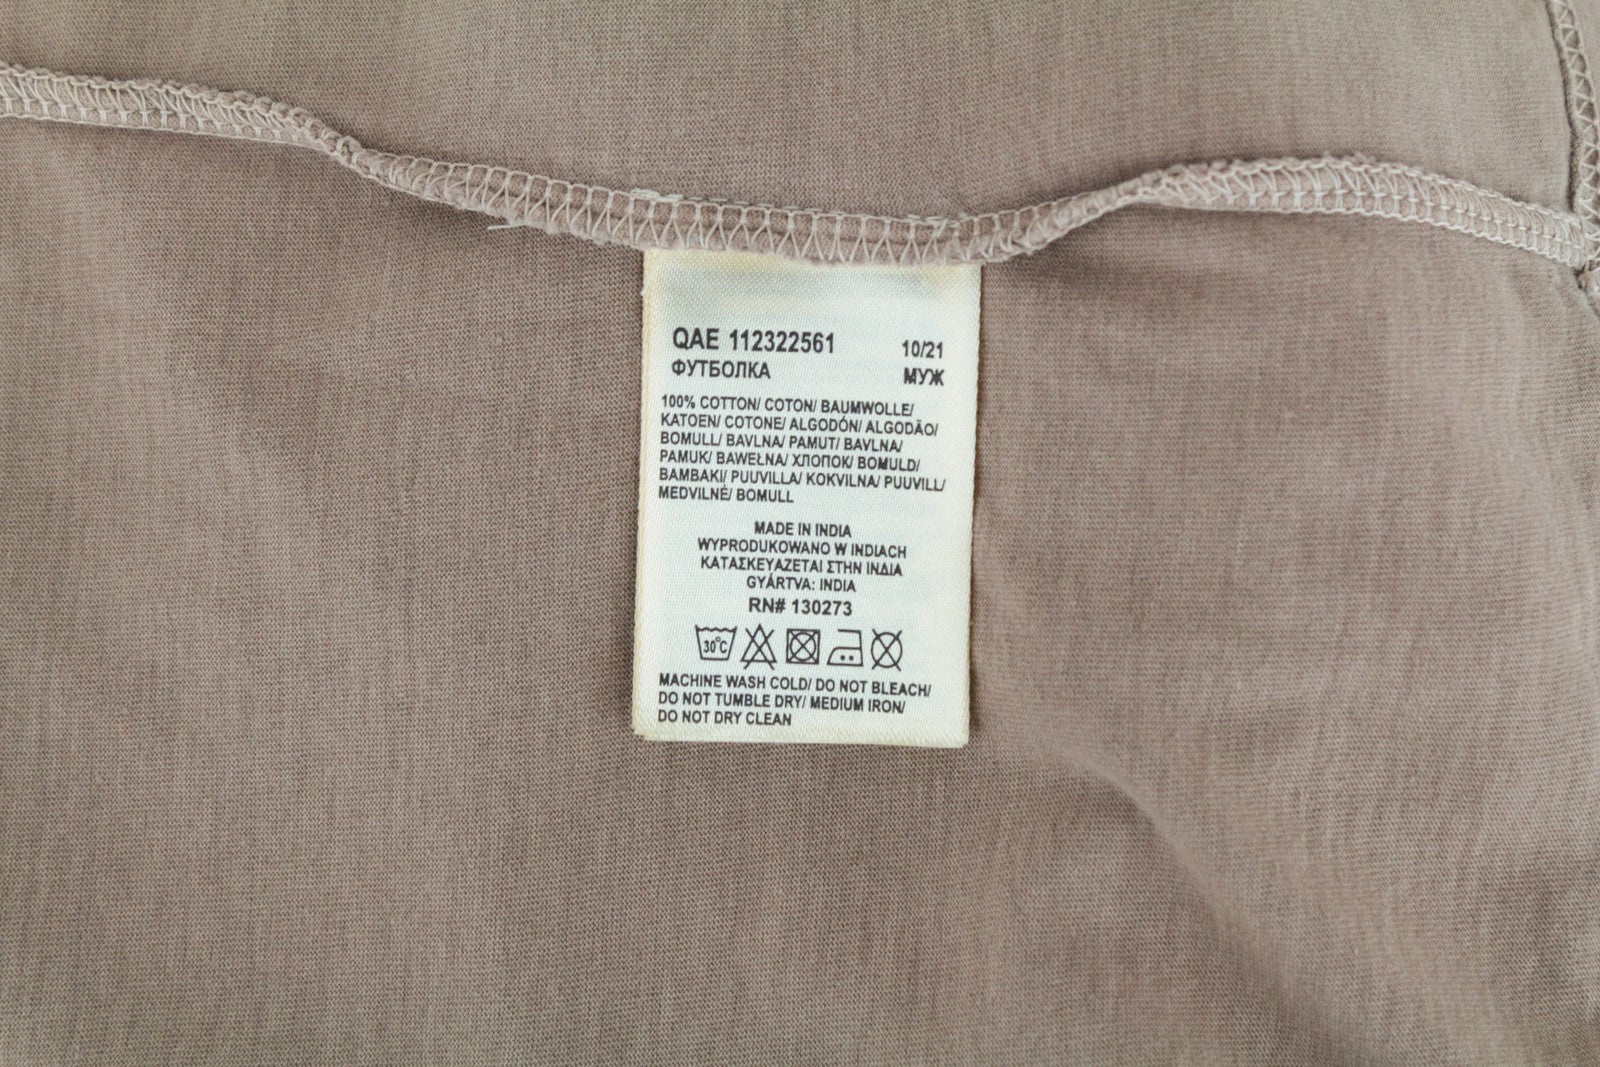 QAE 112322561 10/21
ФУТБОЛКА МУЖ
100% COTTON/ COTON/ BAUMWOLLE/
KATOEN/ COTONE/ ALGODÓN/ ALGODÃO/
BOMULL/ BAVLNA/ PAMUT/ BAVLNA/
PAMUK/ BAWEŁNA/ ХЛОПОК/ BOMULD/
BAMBAKI/ PUUVILLA/ KOKVILNA/ PUUVILL/
MEDVILNÉ/ BOMULL
MADE IN INDIA
WYPRODUKOWANO W INDIACH
ΚΑΤΑΣΚΕΥΑΖΕΤΑΙ ΣΤΗΝ ΙΝΔΙΑ
GYÁRTVA: INDIA
RN# 130273
30°C
MACHINE WASH COLD/ DO NOT BLEACH/
DO NOT TUMBLE DRY/ MEDIUM IRON/
DO NOT DRY CLEAN